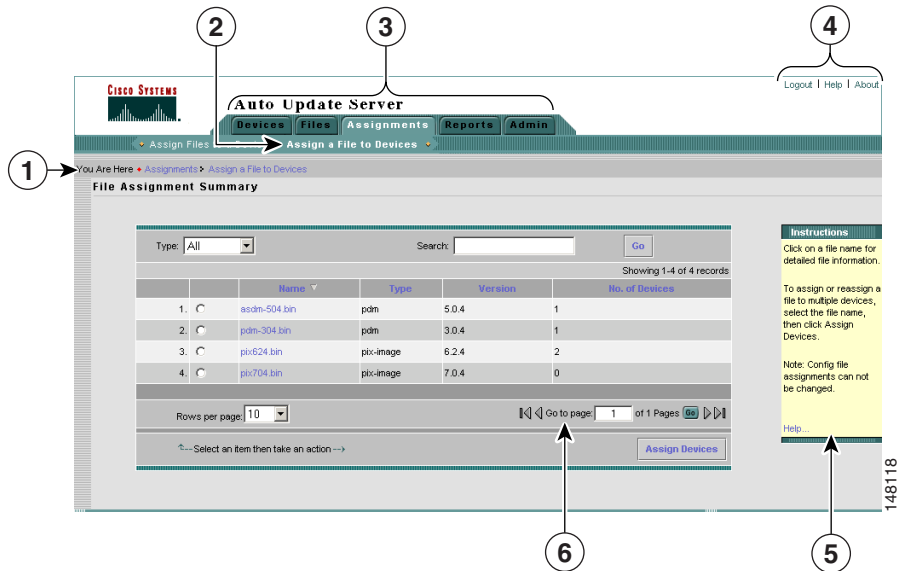 2 3 4
Logout | Help | About
CISCO SYSTEMS
Auto Update Server
Devices Files Assignments Reports Admin
Assign Files Assign a File to Devices
1
You Are Here • Assignments > Assign a File to Devices
File Assignment Summary
Type: All Search: Go
Showing 1-4 of 4 records
Name Type Version No. of Devices
1. asdm-504.bin pdm 5.0.4 1
2. pdm-304.bin pdm 3.0.4 1
3. pix624.bin pix-image 6.2.4 2
4. pix704.bin pix-image 7.0.4 0
Rows per page: 10 Go to page: 1 of 1 Pages Go
--Select an item then take an action --> Assign Devices
Instructions
Click on a file name for
detailed file information.
To assign or reassign a
file to multiple devices,
select the file name,
then click Assign
Devices.
Note: Config file
assignments can not
be changed.
Help...
148118
6 5